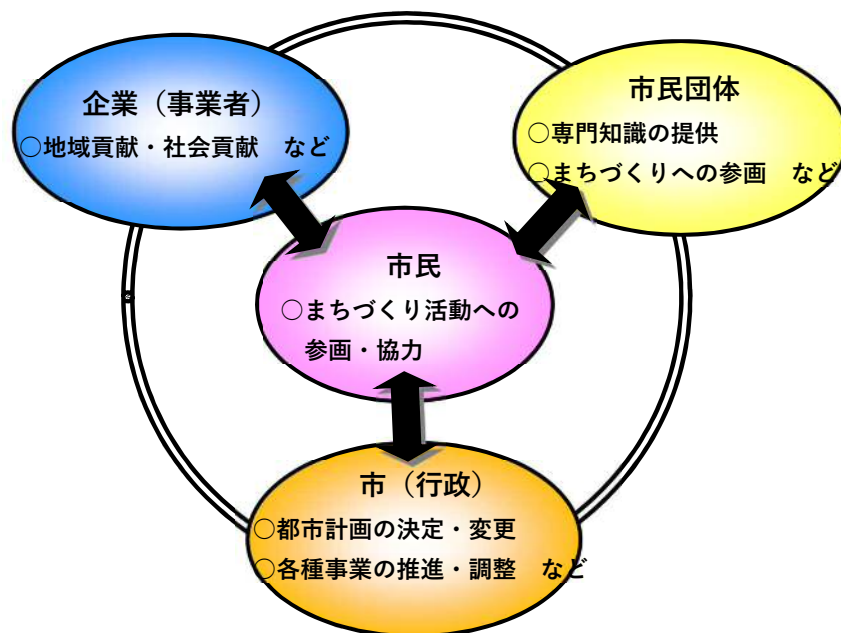 企業（事業者）
○地域貢献・社会貢献　など
市民団体
○専門知識の提供
○まちづくりへの参画　など
市民
○まちづくり活動への
参画・協力
市（行政）
○都市計画の決定・変更
○各種事業の推進・調整　など